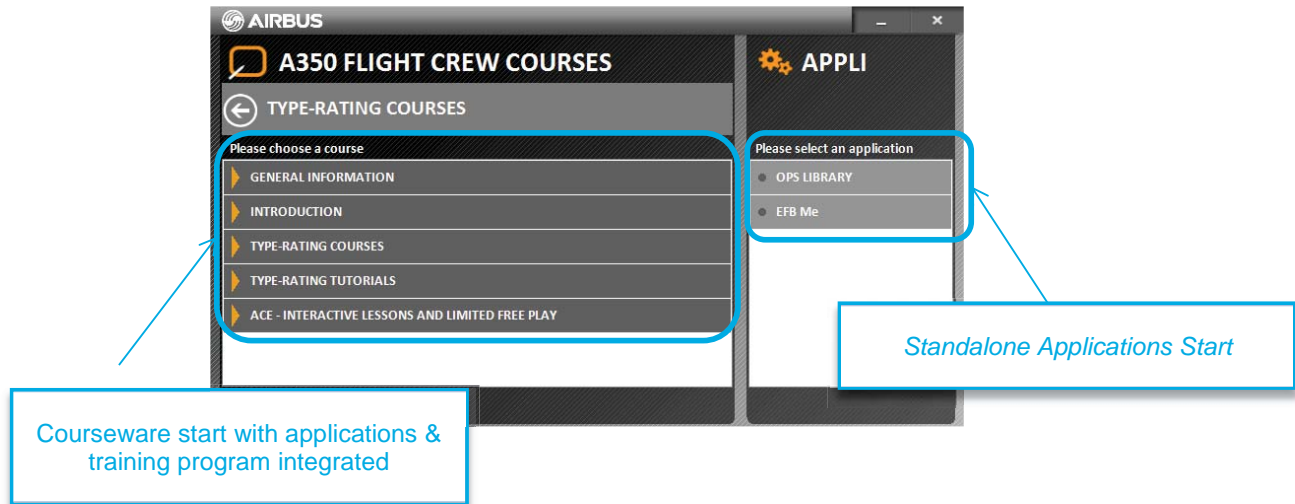 AIRBUS
A350 FLIGHT CREW COURSES
APPLI
TYPE-RATING COURSES
Please choose a course
Please select an application
GENERAL INFORMATION
OPS LIBRARY
INTRODUCTION
EFB Me
TYPE-RATING COURSES
TYPE-RATING TUTORIALS
ACE - INTERACTIVE LESSONS AND LIMITED FREE PLAY
Standalone Applications Start
Courseware start with applications &
training program integrated